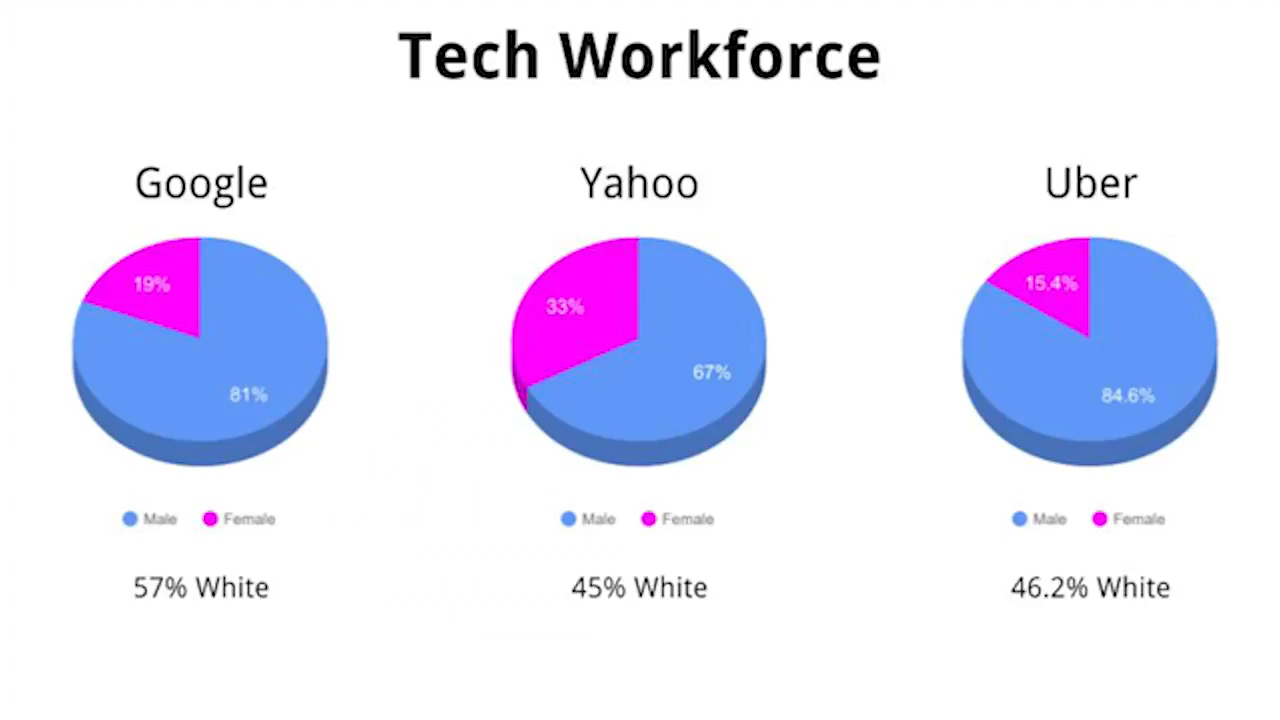 Tech Workforce
Google
19%
81%
Male Female
57% White
Yahoo
33%
67%
Male Female
45% White
Uber
15.4%
84.6%
Male Female
46.2% White